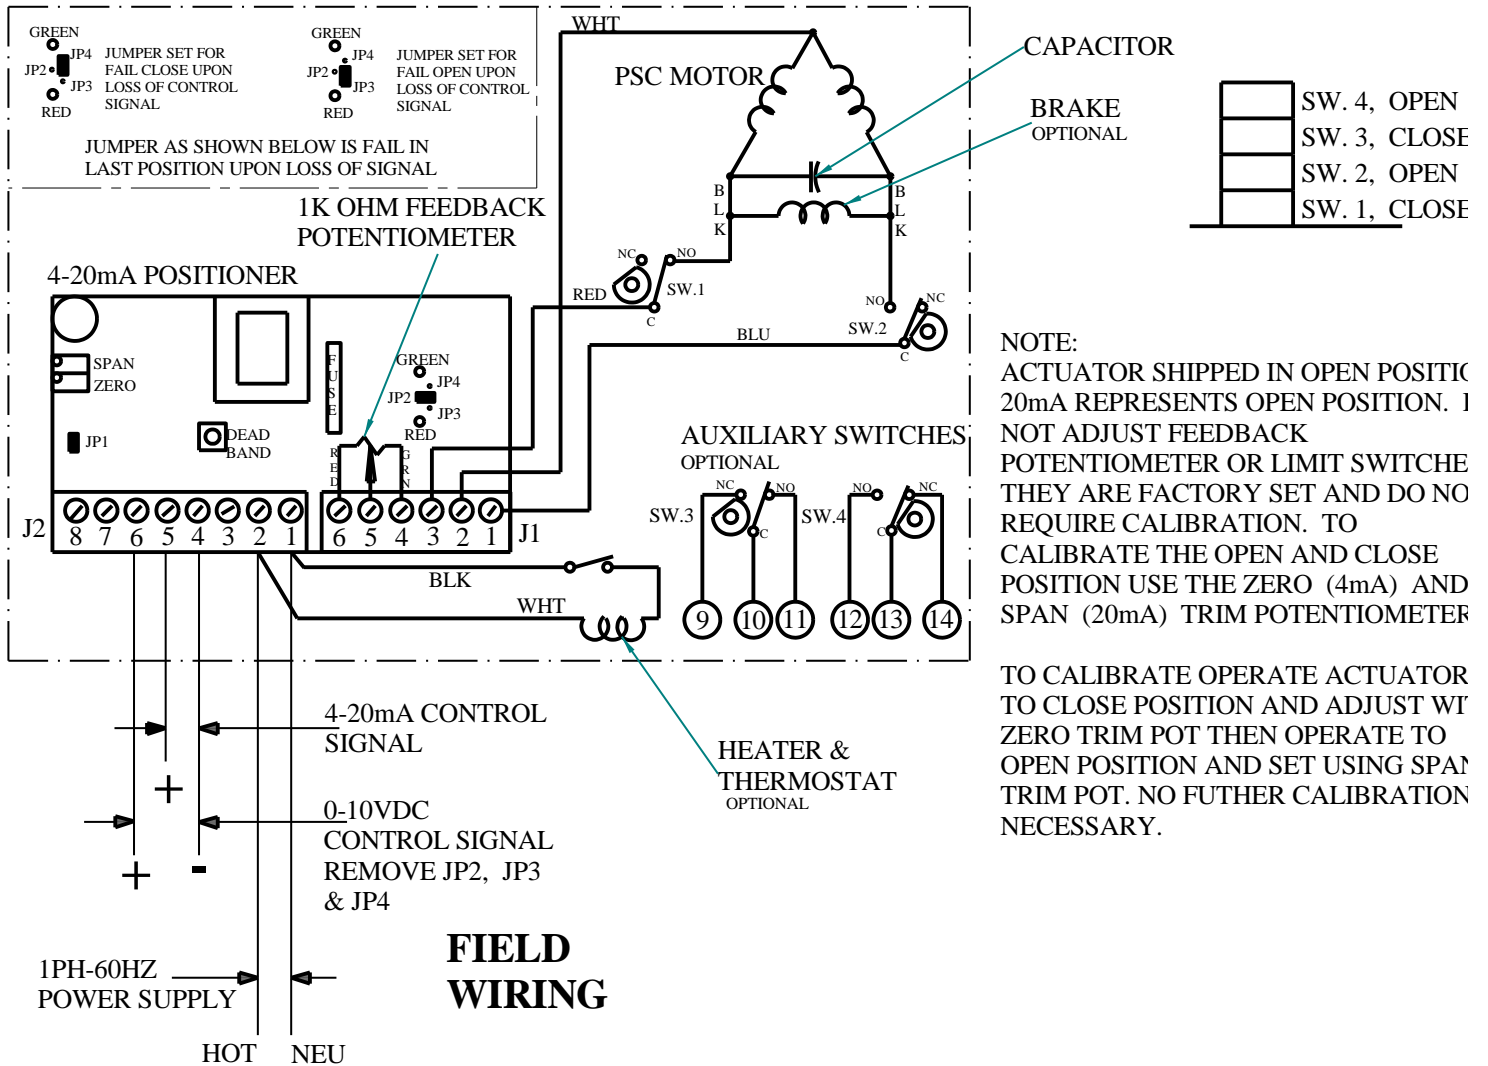 GREEN
JP4
JP2
JP3
RED
JUMPER SET FOR
FAIL CLOSE UPON
LOSS OF CONTROL
SIGNAL
GREEN
JP4
JP2
JP3
RED
JUMPER SET FOR
FAIL OPEN UPON
LOSS OF CONTROL
SIGNAL
JUMPER AS SHOWN BELOW IS FAIL IN
LAST POSITION UPON LOSS OF SIGNAL
WHT
PSC MOTOR
CAPACITOR
BRAKE
OPTIONAL
SW. 4, OPEN
SW. 3, CLOSE
SW. 2, OPEN
SW. 1, CLOSE
1K OHM FEEDBACK
POTENTIOMETER
BLK
BLK
NC
NO
RED
SW.1
C
NO
NC
SW.2
C
BLU
4-20mA POSITIONER
SPAN
ZERO
FUSE
GREEN
JP4
JP2
JP3
RED
JP1
DEAD
BAND
RED
GRN
J2
8 7 6 5 4 3 2 1
6 5 4 3 2 1
J1
BLK
WHT
AUXILIARY SWITCHES
OPTIONAL
NC
NO
SW.3
C
NO
NC
SW.4
C
9 10 11 12 13 14
NOTE:
ACTUATOR SHIPPED IN OPEN
20mA REPRESENTS OPEN POSITION.
NOT ADJUST FEEDBACK
POTENTIOMETER OR LIMIT
THEY ARE FACTORY SET AND DO
REQUIRE CALIBRATION. TO
CALIBRATE THE OPEN AND CLOSE
POSITION USE THE ZERO (4mA) AND
SPAN (20mA) TRIM POTENTIOMETER
TO CALIBRATE OPERATE ACTUATOR
TO CLOSE POSITION AND ADJUST
ZERO TRIM POT THEN OPERATE TO
OPEN POSITION AND SET USING SPAN
TRIM POT. NO FUTHER CALIBRATION
NECESSARY.
4-20mA CONTROL
SIGNAL
+
0-10VDC
CONTROL SIGNAL
REMOVE JP2, JP3
& JP4
+ -
HEATER &
THERMOSTAT
OPTIONAL
FIELD
WIRING
1PH-60HZ
POWER SUPPLY
HOT NEU